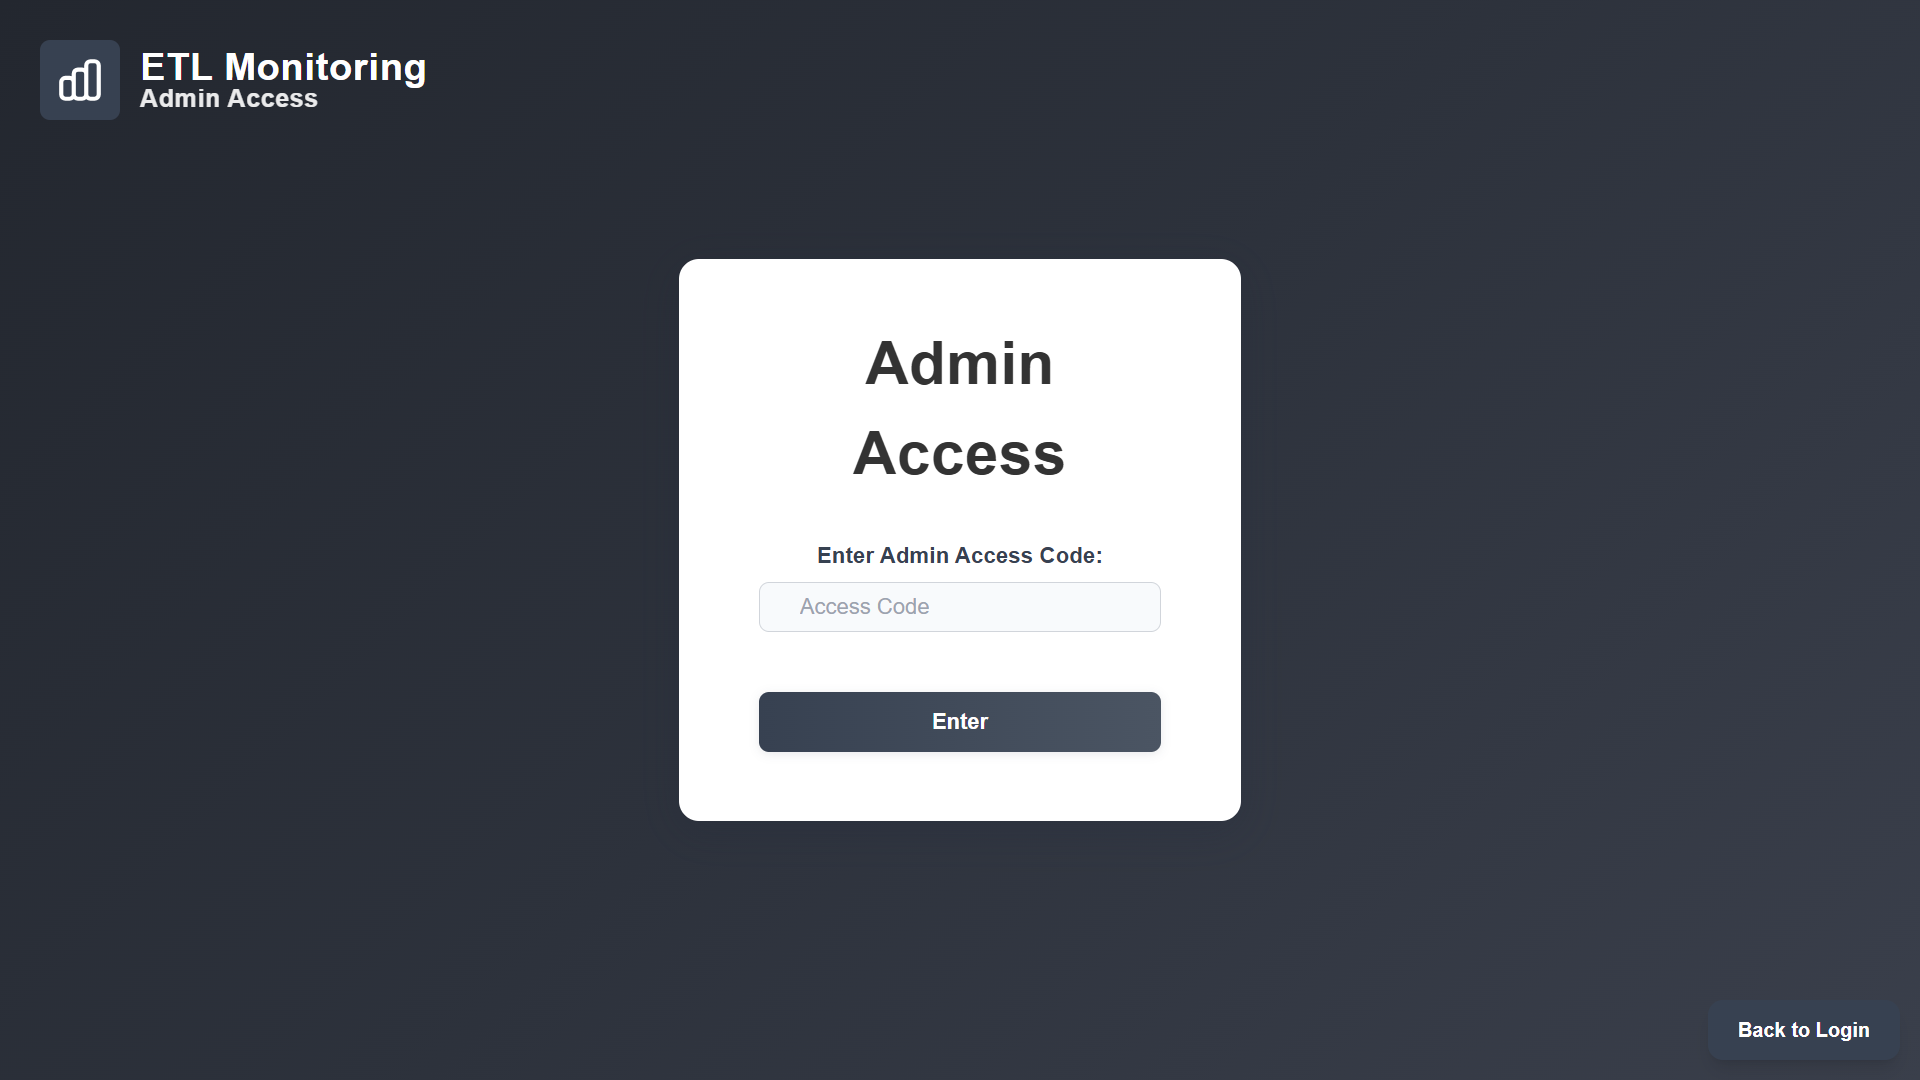 ETL Monitoring
Admin Access
Admin
Access
Enter Admin Access Code:
Access Code
Enter
Back to Login